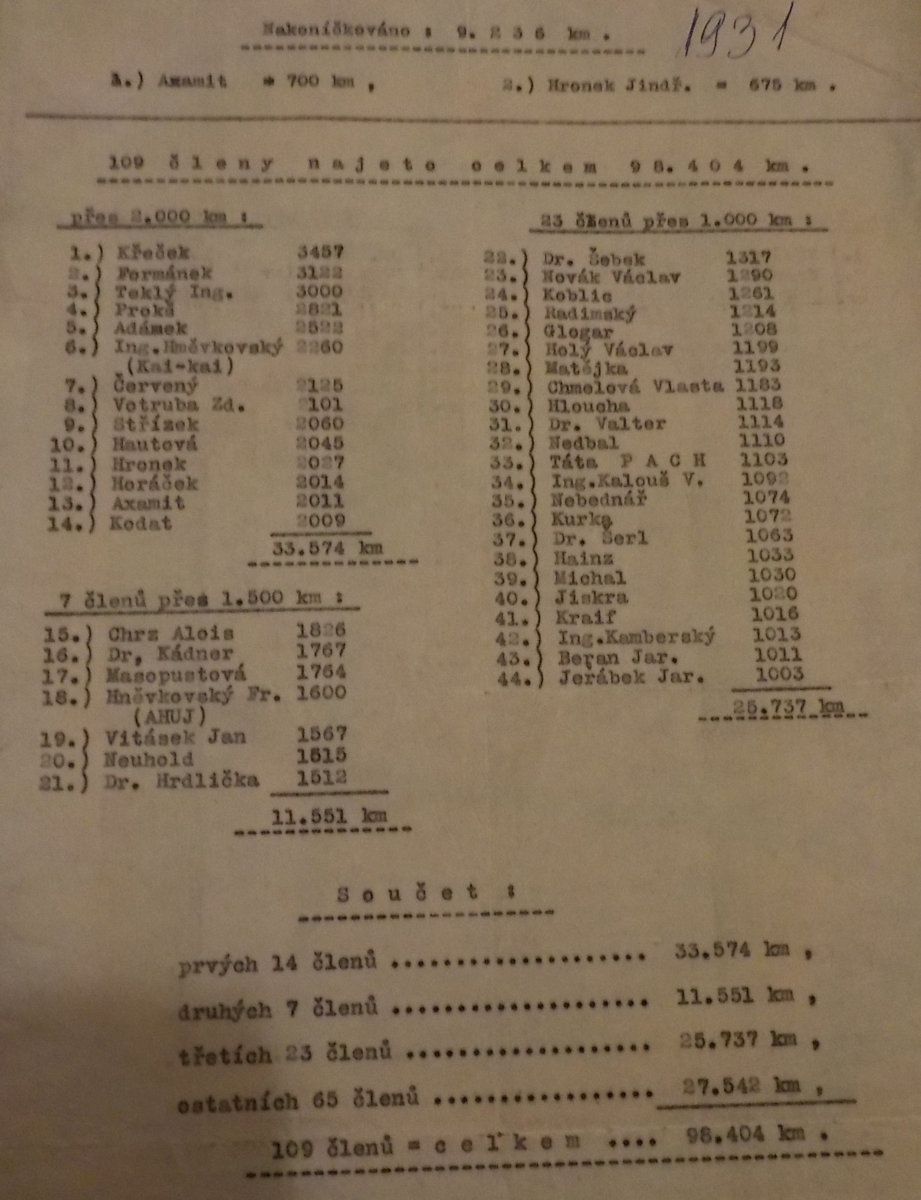 Nakoníčkováno : 9.236 km.
1931
1.) Axamit = 700 km,
2.) Hronek Jindř. = 675 km.
109 členy najeto celkem 98.404 km.
přes 2.000 km :
1.) Křeček 3457
2.) Formánek 3122
3.) Teklý Ing. 3000
4.) Prokš 2821
5.) Adámek 2522
6.) Ing.Hněvkovský 2260
(Kai-kai)
7.) Červený 2125
8.) Votruba Zd. 2101
9.) Střízek 2060
10.) Hautová 2045
11.) Hronek 2027
12.) Horáček 2014
13.) Axamit 2011
14.) Kodat 2009
33.574 km
7 členů přes 1.500 km :
15.) Chrz Alois 1826
16.) Dr, Kádner 1767
17.) Masopustová 1764
18.) Hněvkovský Fr. 1600
(AHUJ)
19.) Vitásek Jan 1567
20.) Neuhold 1515
21.) Dr. Hrdlička 1512
11.551 km
23 členů přes 1.000 km :
22.) Dr. Šebek 1317
23.) Novák Václav 1290
24.) Koblic 1261
25.) Radimský 1214
26.) Glogar 1208
27.) Holý Václav 1199
28.) Matějka 1193
29.) Chmelová Vlasta 1183
30.) Hloucha 1118
31.) Dr. Valter 1114
32.) Nedbal 1110
33.) Táta PACH 1103
34.) Ing.Kalouš V. 1092
35.) Nebednář 1074
36.) Kurka 1072
37.) Dr. Šerl 1063
38.) Hainz 1033
39.) Michal 1030
40.) Jiskra 1020
41.) Kraif 1016
42.) Ing.Kamberský 1013
43.) Beran Jar. 1011
44.) Jeřábek Jar. 1003
25.737 km
Součet :
prvých 14 členů .................... 33.574 km,
druhých 7 členů .................... 11.551 km,
třetích 23 členů ................... 25.737 km,
ostatních 65 členů ................. 27.542 km,
109 členů = celkem .... 98.404 km.